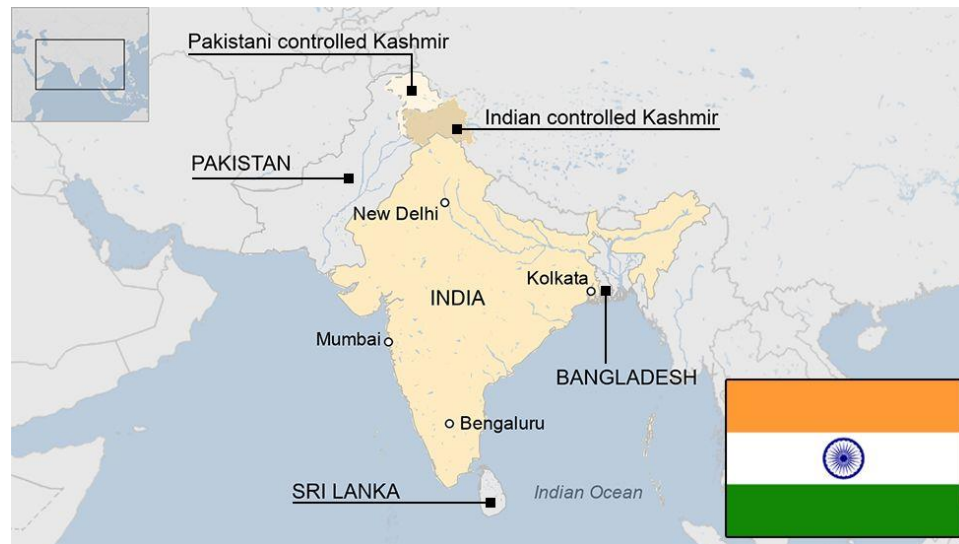 Pakistani controlled Kashmir
Indian controlled Kashmir
PAKISTAN
New Delhi
Kolkata
INDIA
Mumbai
BANGLADESH
Bengaluru
SRI LANKA
Indian Ocean